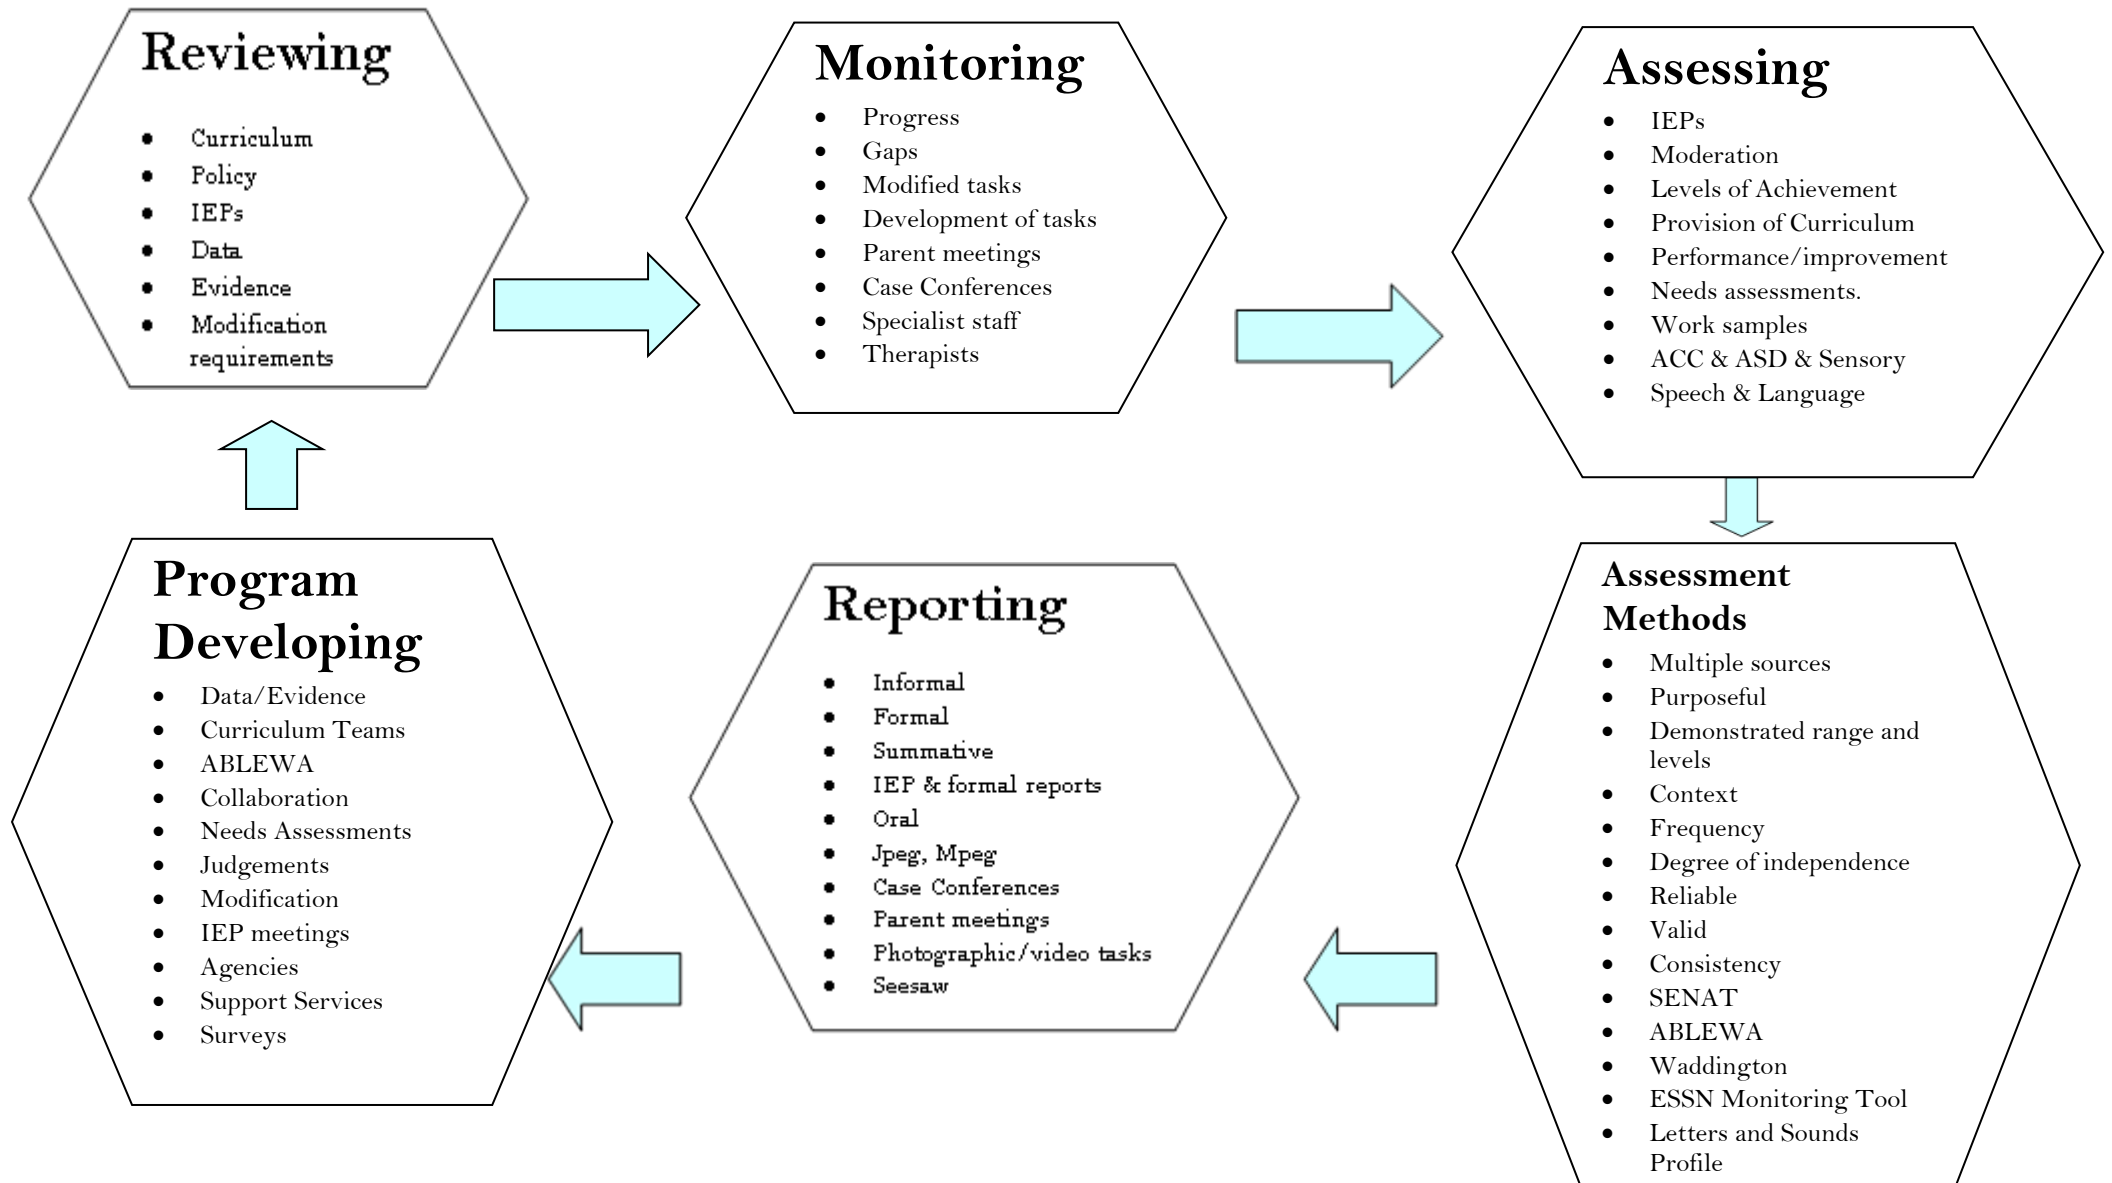 Reviewing
• Curriculum
• Policy
• IEPs
• Data
• Evidence
• Modification
requirements
Monitoring
• Progress
• Gaps
• Modified tasks
• Development of tasks
• Parent meetings
• Case Conferences
• Specialist staff
• Therapists
Assessing
• IEPs
• Moderation
• Levels of Achievement
• Provision of Curriculum
• Performance/improvement
• Needs assessments.
• Work samples
• ACC & ASD & Sensory
• Speech & Language
Program
Developing
• Data/Evidence
• Curriculum Teams
• ABLEWA
• Collaboration
• Needs Assessments
• Judgements
• Modification
• IEP meetings
• Agencies
• Support Services
• Surveys
Reporting
• Informal
• Formal
• Summative
• IEP & formal reports
• Oral
• Jpeg, Mpeg
• Case Conferences
• Parent meetings
• Photographic/video tasks
• Seesaw
Assessment
Methods
• Multiple sources
• Purposeful
• Demonstrated range and
levels
• Context
• Frequency
• Degree of independence
• Reliable
• Valid
• Consistency
• SENAT
• ABLEWA
• Waddington
• ESSN Monitoring Tool
• Letters and Sounds
Profile